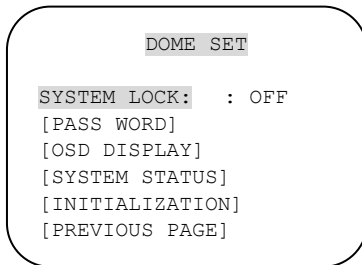 DOME SET
SYSTEM LOCK: : OFF
[PASS WORD]
[OSD DISPLAY]
[SYSTEM STATUS]
[INITIALIZATION]
[PREVIOUS PAGE]